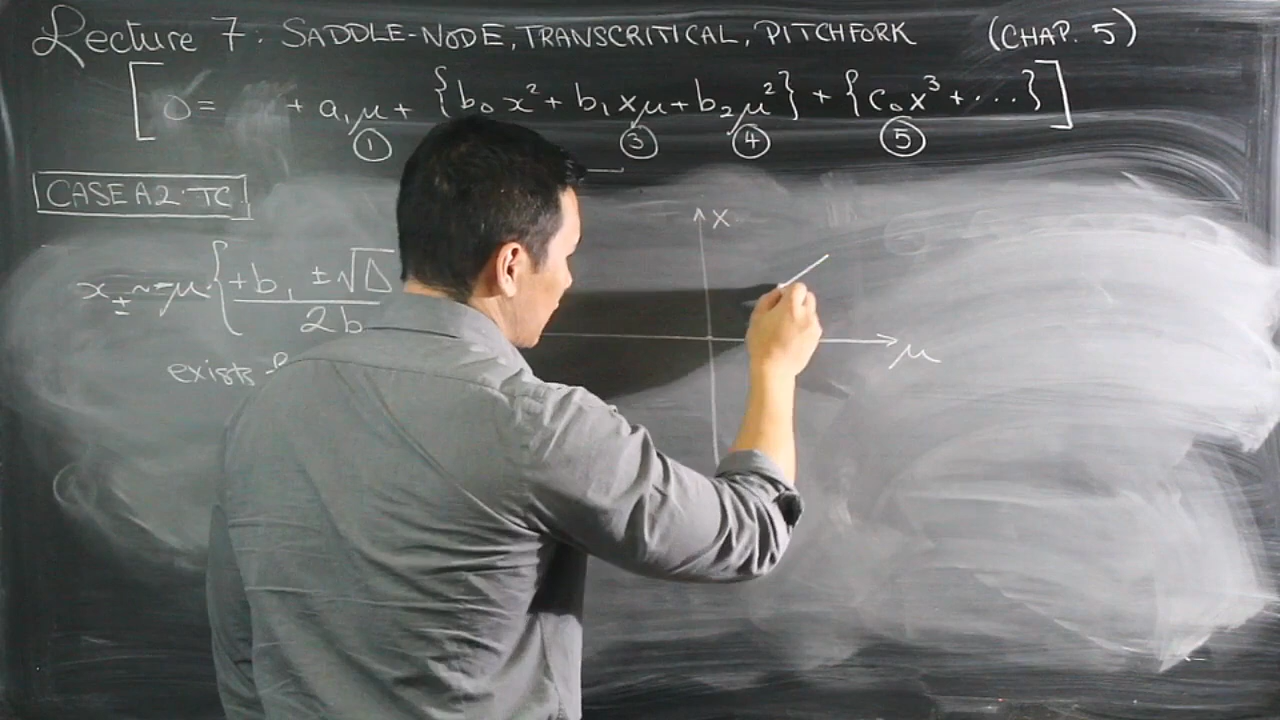 Lecture 7: SADDLE-NODE, TRANSCRITICAL, PITCHFORK (CHAP. 5)
[ 0 = + a₁μ + {b₀x² + b₁xμ + b₂μ²} + {c₀x³ + ...} ]
① ③ ④ ⑤
CASE A2: TC
x
x± ~ -μ {+b₁ ±√Δ
2b
μ
exists